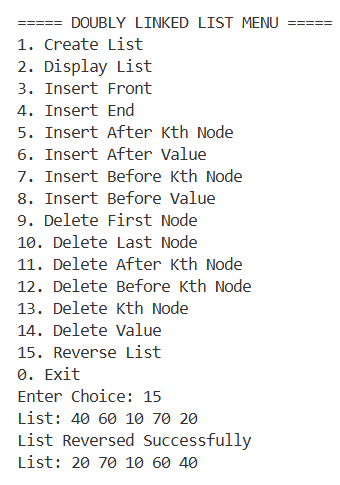 ===== DOUBLY LINKED LIST MENU =====
1. Create List
2. Display List
3. Insert Front
4. Insert End
5. Insert After Kth Node
6. Insert After Value
7. Insert Before Kth Node
8. Insert Before Value
9. Delete First Node
10. Delete Last Node
11. Delete After Kth Node
12. Delete Before Kth Node
13. Delete Kth Node
14. Delete Value
15. Reverse List
0. Exit
Enter Choice: 15
List: 40 60 10 70 20
List Reversed Successfully
List: 20 70 10 60 40